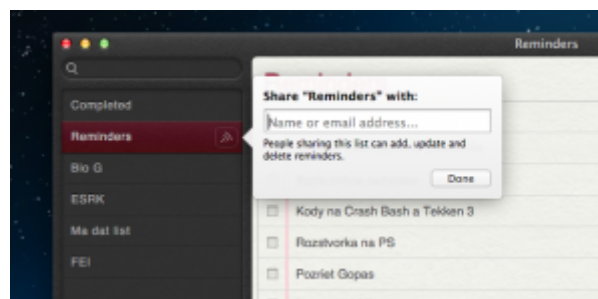 Reminders
Completed
Reminders
Bio G
ESRK
Ma dat list
FEI
Share "Reminders" with:
Name or email address...
People sharing this list can add, update and
delete reminders.
Done
Kody na Crash Bash a Tekken 3
Rozstvorka na PS
Pozriet Gopas